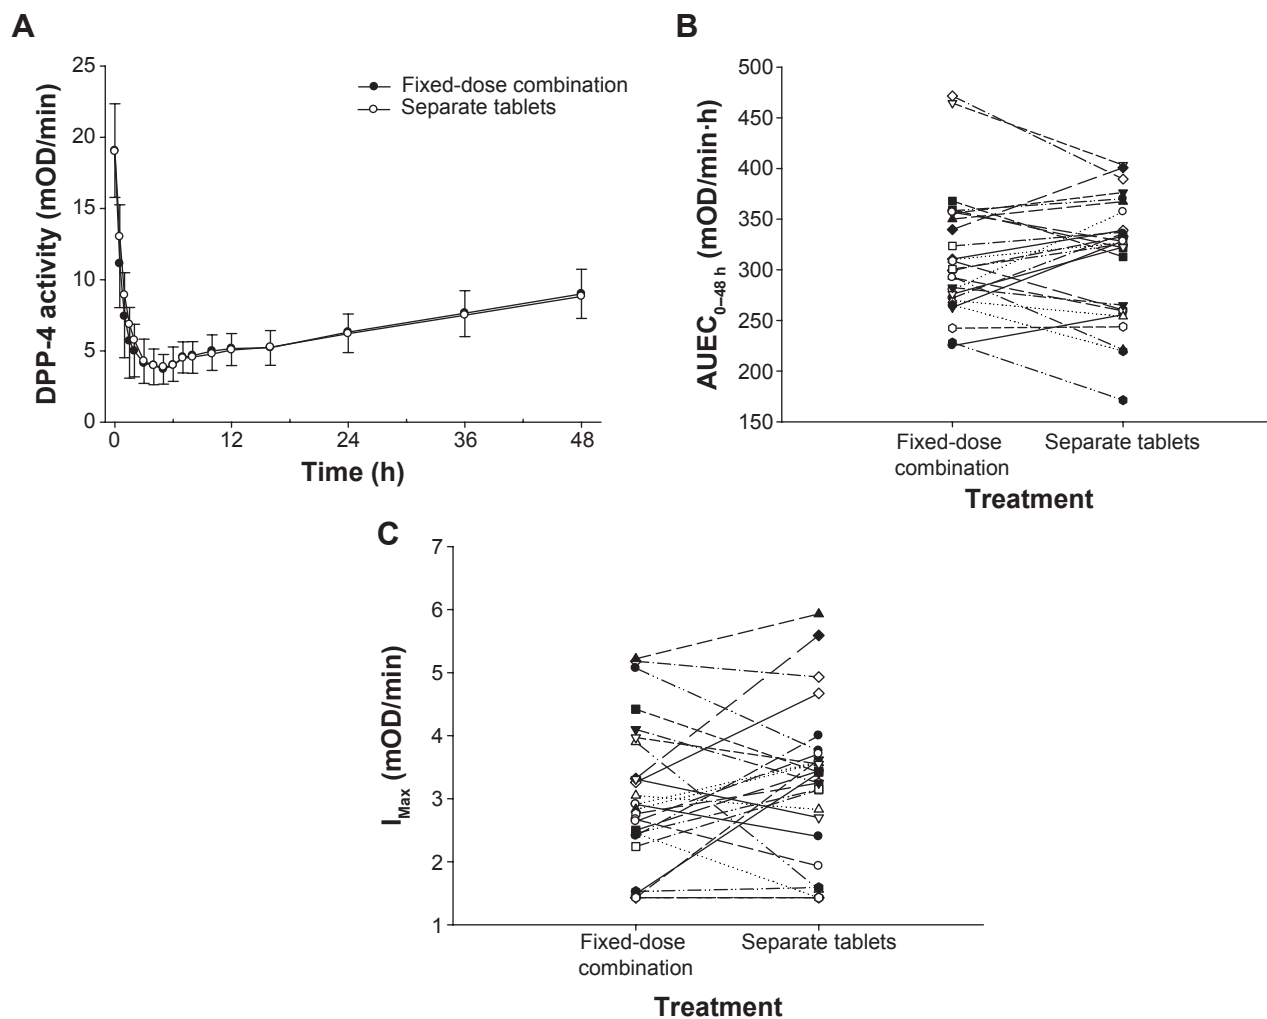 A
25
20
15
10
5
0
DPP-4 activity (mOD/min)
Fixed-dose combination
Separate tablets
0 12 24 36 48
Time (h)
B
500
450
400
350
300
250
200
150
AUEC0–48 h (mOD/min·h)
Fixed-dose
combination
Separate tablets
Treatment
C
7
6
5
4
3
2
1
IMax (mOD/min)
Fixed-dose
combination
Separate tablets
Treatment